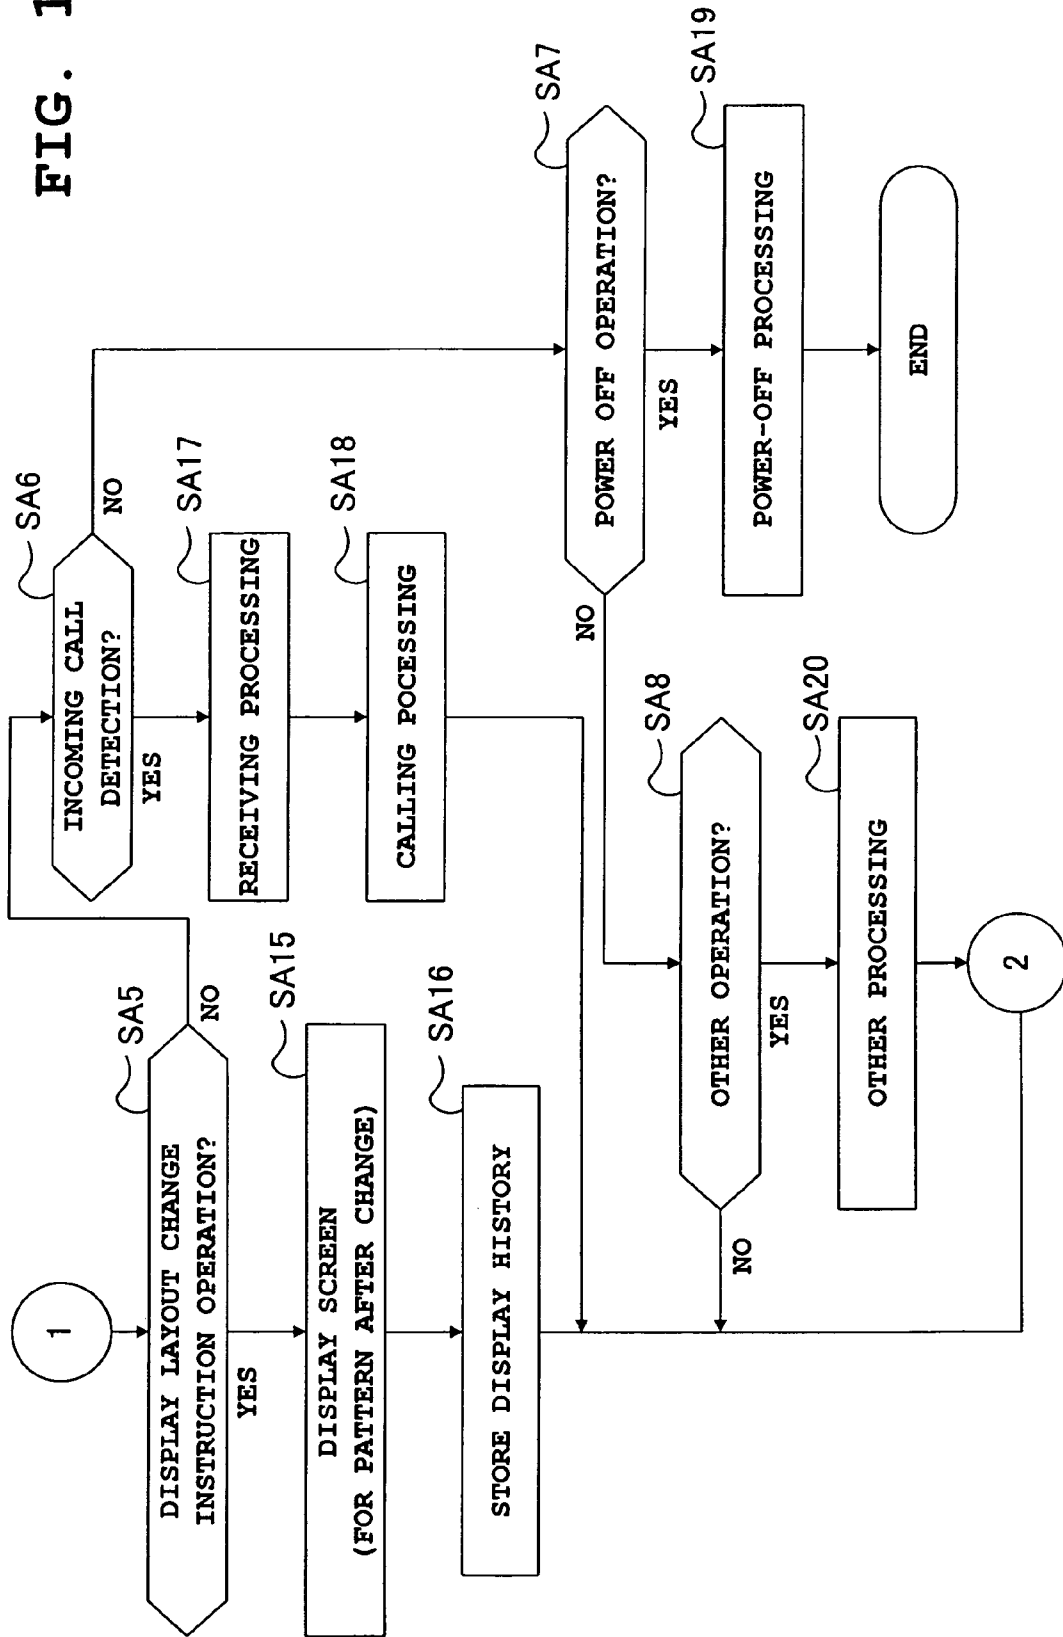 FIG. 1
1
SA5
DISPLAY LAYOUT CHANGE
INSTRUCTION OPERATION?
NO
YES
SA15
DISPLAY SCREEN
(FOR PATTERN AFTER CHANGE)
SA16
STORE DISPLAY HISTORY
SA6
INCOMING CALL
DETECTION?
NO
YES
SA17
RECEIVING PROCESSING
SA18
CALLING POCESSING
SA7
POWER OFF OPERATION?
NO
YES
SA19
POWER-OFF PROCESSING
END
SA8
OTHER OPERATION?
NO
YES
SA20
OTHER PROCESSING
2